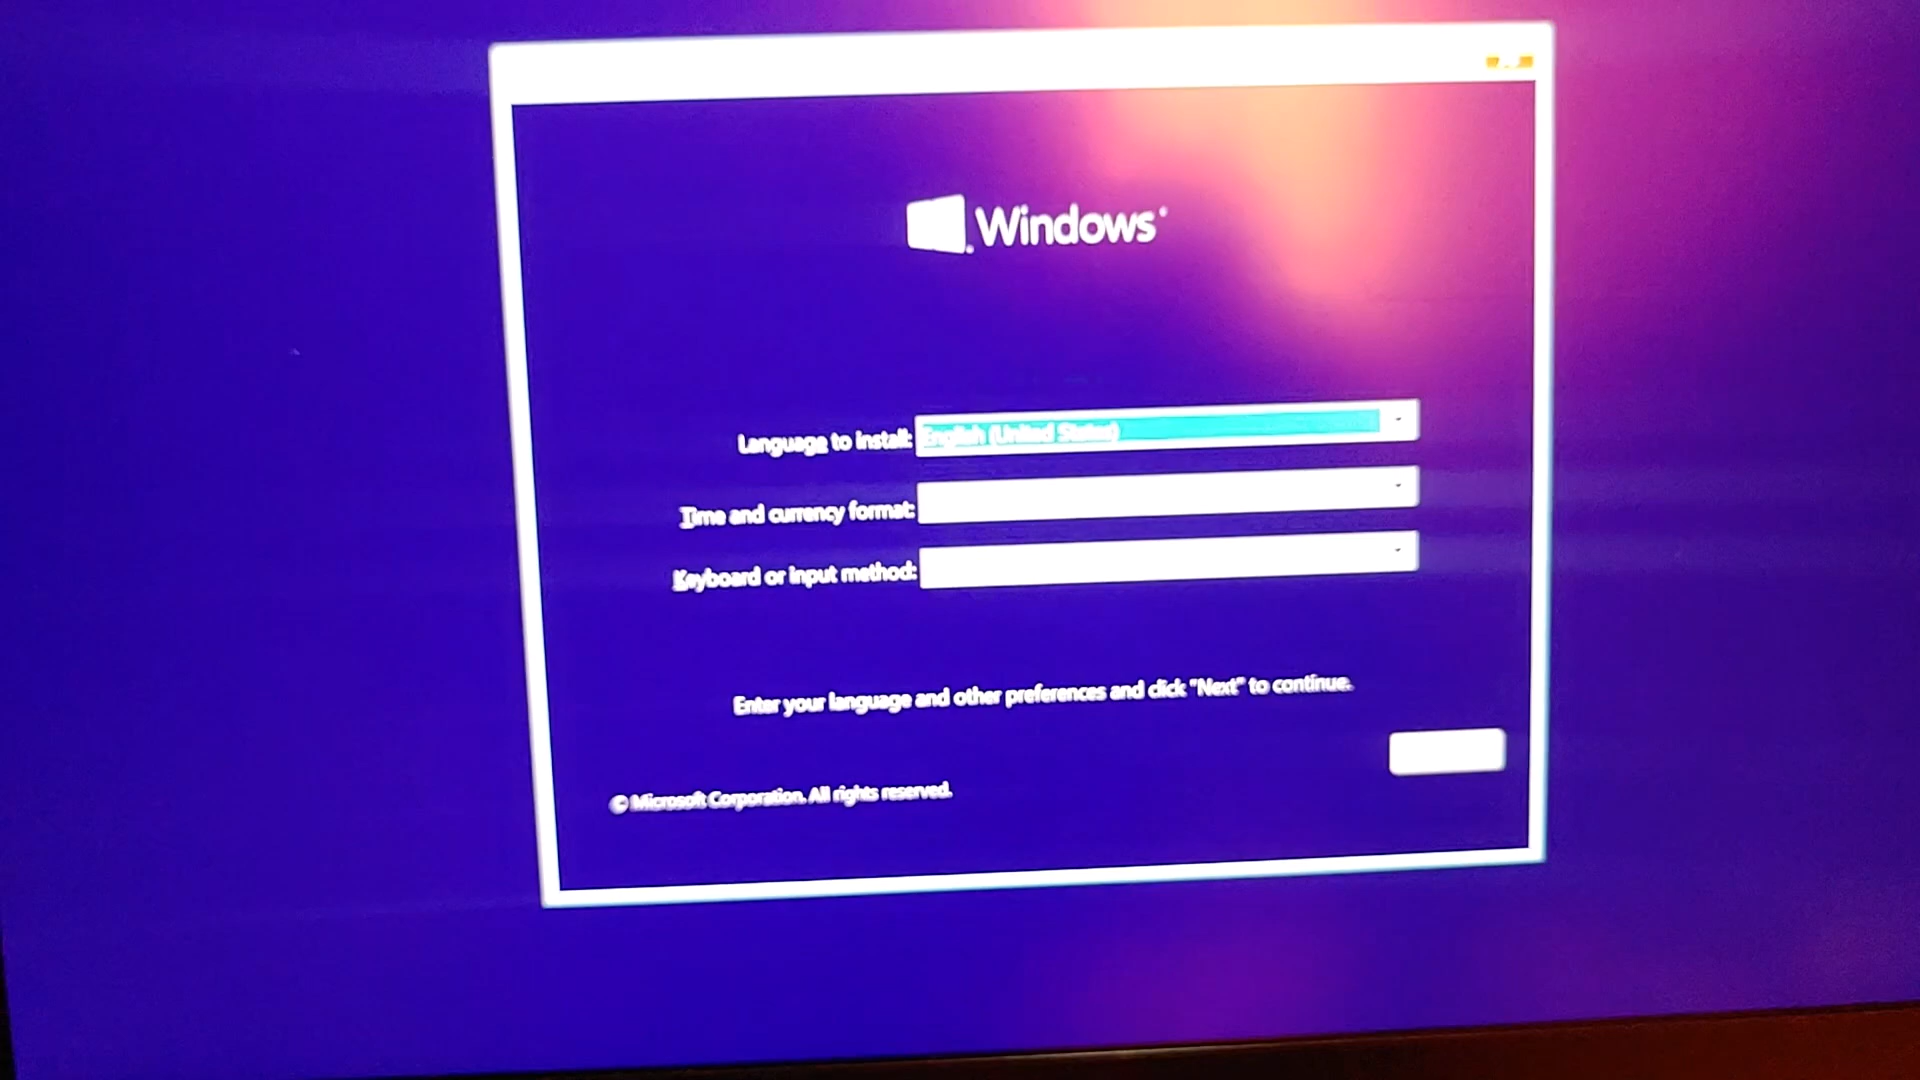 Windows
Language to install: English (United States)
Time and currency format:
Keyboard or input method:
Enter your language and other preferences and click "Next" to continue.
© Microsoft Corporation. All rights reserved.